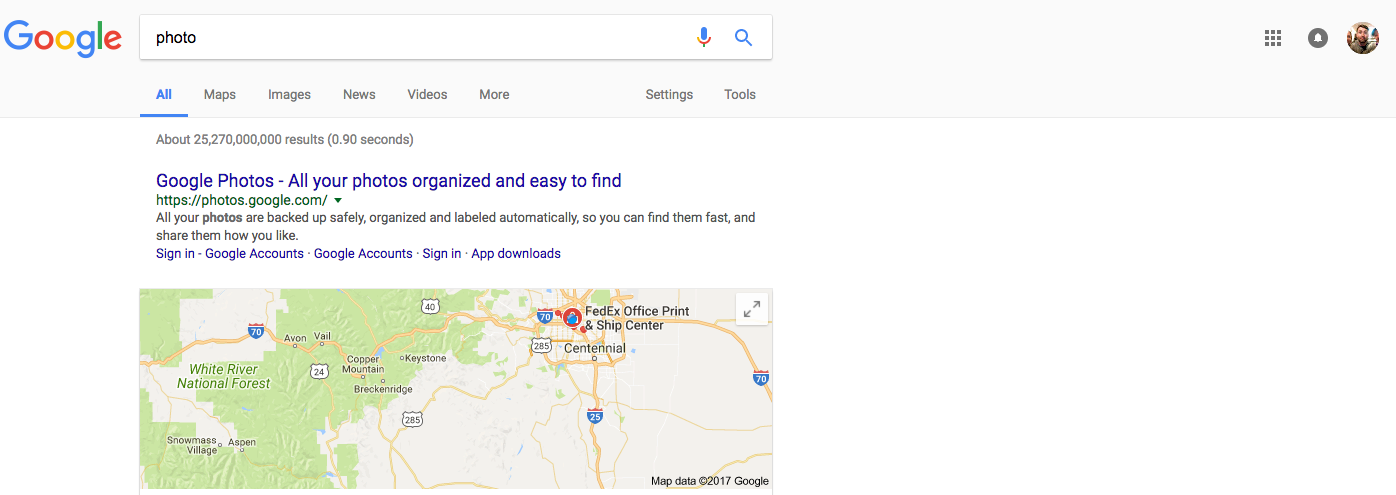 Google
photo
All Maps Images News Videos More Settings Tools
About 25,270,000,000 results (0.90 seconds)
Google Photos - All your photos organized and easy to find
https://photos.google.com/
All your photos are backed up safely, organized and labeled automatically, so you can find them fast, and
share them how you like.
Sign in - Google Accounts · Google Accounts · Sign in · App downloads
40
70
FedEx Office Print
& Ship Center
70
Avon Vail
285
Centennial
Copper
Mountain
Keystone
24
White River
National Forest
Breckenridge
70
285
25
Snowmass
Village
Aspen
Map data ©2017 Google